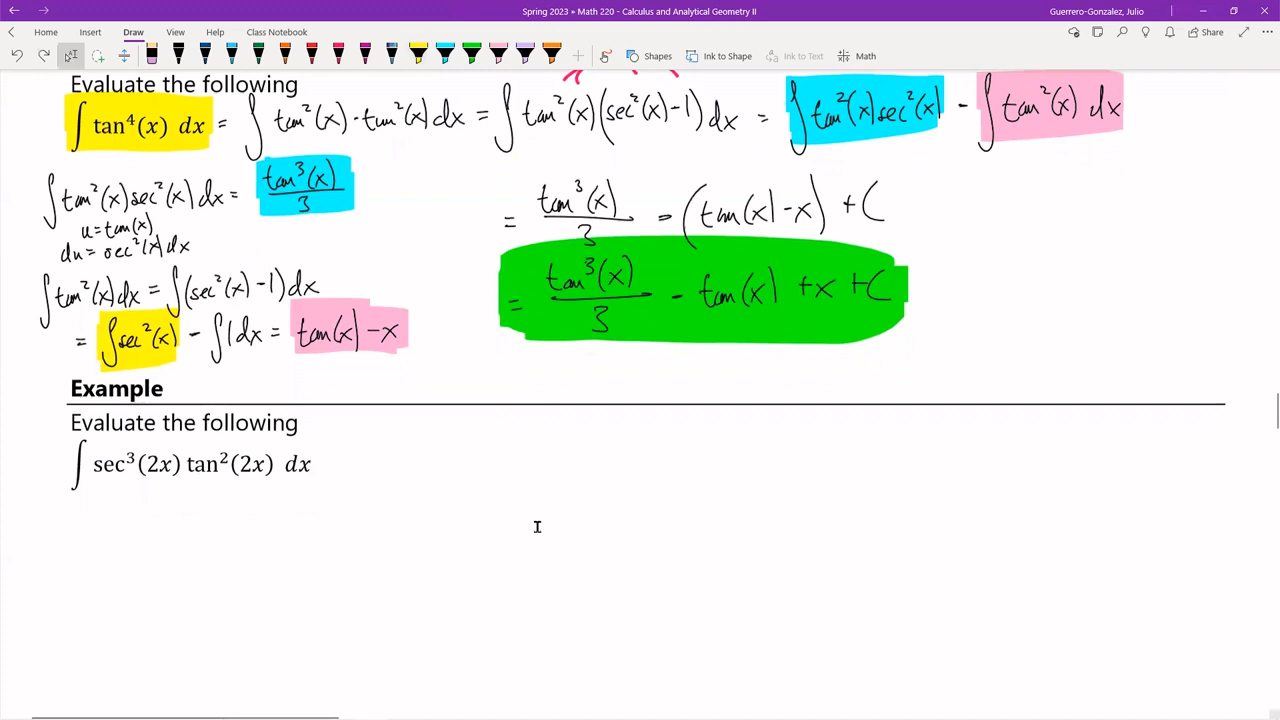 Spring 2023 » Math 220 - Calculus and Analytical Geometry II
Guerrero-Gonzalez, Julio
Home Insert Draw View Help Class Notebook
Share
Shapes Ink to Shape Ink to Text Math
Evaluate the following
∫ tan⁴(x) dx = ∫ tan²(x)·tan²(x) dx = ∫ tan²(x)(sec²(x) - 1) dx = ∫ tan²(x) sec²(x) - ∫ tan²(x) dx
∫ tan²(x) sec²(x) dx = tan³(x)/3
u = tan(x)
du = sec²(x) dx
= tan³(x)/3 - (tan(x) - x) + C
∫ tan²(x) dx = ∫ (sec²(x) - 1) dx
= ∫ sec²(x) - ∫ 1 dx = tan(x) - x
= tan³(x)/3 - tan(x) + x + C
Example
Evaluate the following
∫ sec³(2x) tan²(2x) dx